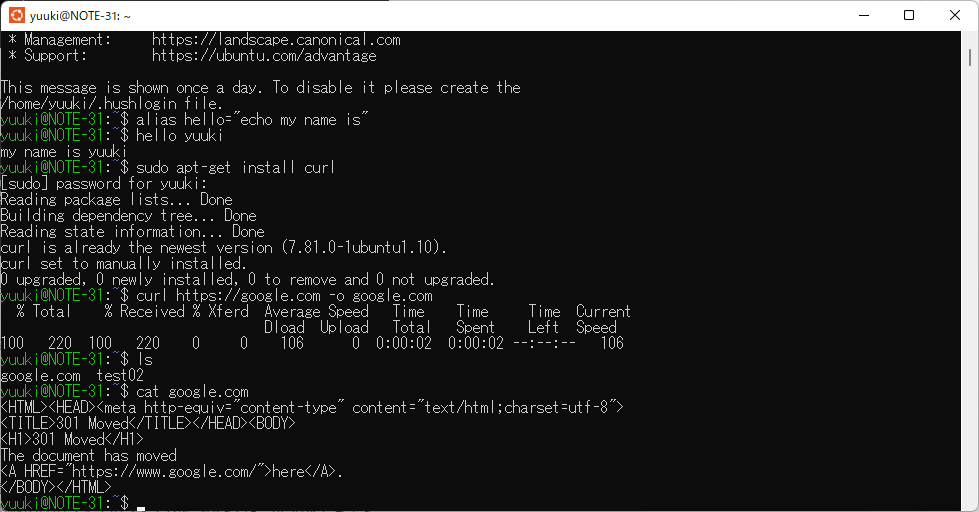 yuuki@NOTE-31: ~
* Management:     https://landscape.canonical.com
* Support:        https://ubuntu.com/advantage
This message is shown once a day. To disable it please create the
/home/yuuki/.hushlogin file.
yuuki@NOTE-31:~$ alias hello="echo my name is"
yuuki@NOTE-31:~$ hello yuuki
my name is yuuki
yuuki@NOTE-31:~$ sudo apt-get install curl
[sudo] password for yuuki:
Reading package lists... Done
Building dependency tree... Done
Reading state information... Done
curl is already the newest version (7.81.0-1ubuntu1.10).
curl set to manually installed.
0 upgraded, 0 newly installed, 0 to remove and 0 not upgraded.
yuuki@NOTE-31:~$ curl https://google.com -o google.com
  % Total    % Received % Xferd  Average Speed   Time    Time     Time  Current
                                 Dload  Upload   Total   Spent    Left  Speed
100   220  100   220    0     0    106      0  0:00:02  0:00:02 --:--:--   106
yuuki@NOTE-31:~$ ls
google.com  test02
yuuki@NOTE-31:~$ cat google.com
<HTML><HEAD><meta http-equiv="content-type" content="text/html;charset=utf-8">
<TITLE>301 Moved</TITLE></HEAD><BODY>
<H1>301 Moved</H1>
The document has moved
<A HREF="https://www.google.com/">here</A>.
</BODY></HTML>
yuuki@NOTE-31:~$